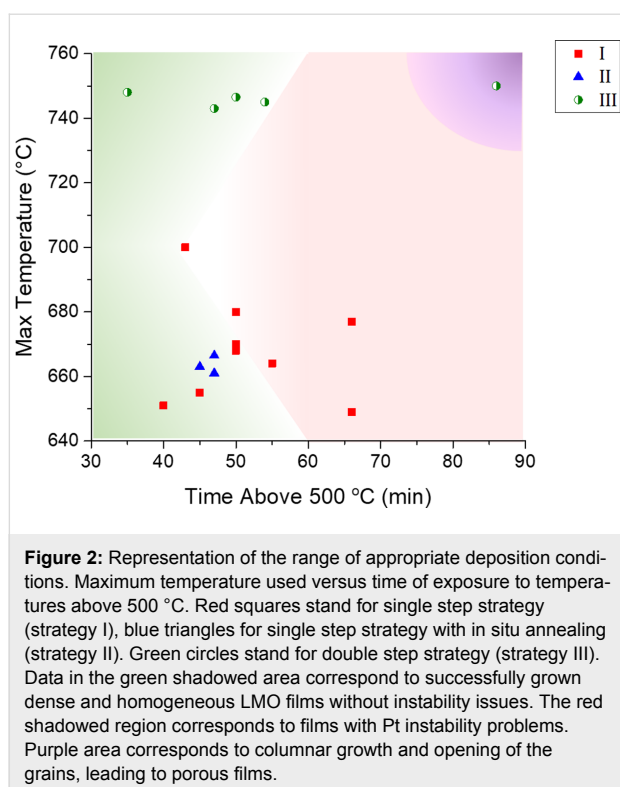 760
740
720
700
680
660
640
Max Temperature (°C)
30 40 50 60 70 80 90
Time Above 500 ºC (min)
I
II
III
Figure 2: Representation of the range of appropriate deposition condi-
tions. Maximum temperature used versus time of exposure to tempera-
tures above 500 °C. Red squares stand for single step strategy
(strategy I), blue triangles for single step strategy with in situ annealing
(strategy II). Green circles stand for double step strategy (strategy III).
Data in the green shadowed area correspond to successfully grown
dense and homogeneous LMO films without instability issues. The red
shadowed region corresponds to films with Pt instability problems.
Purple area corresponds to columnar growth and opening of the
grains, leading to porous films.